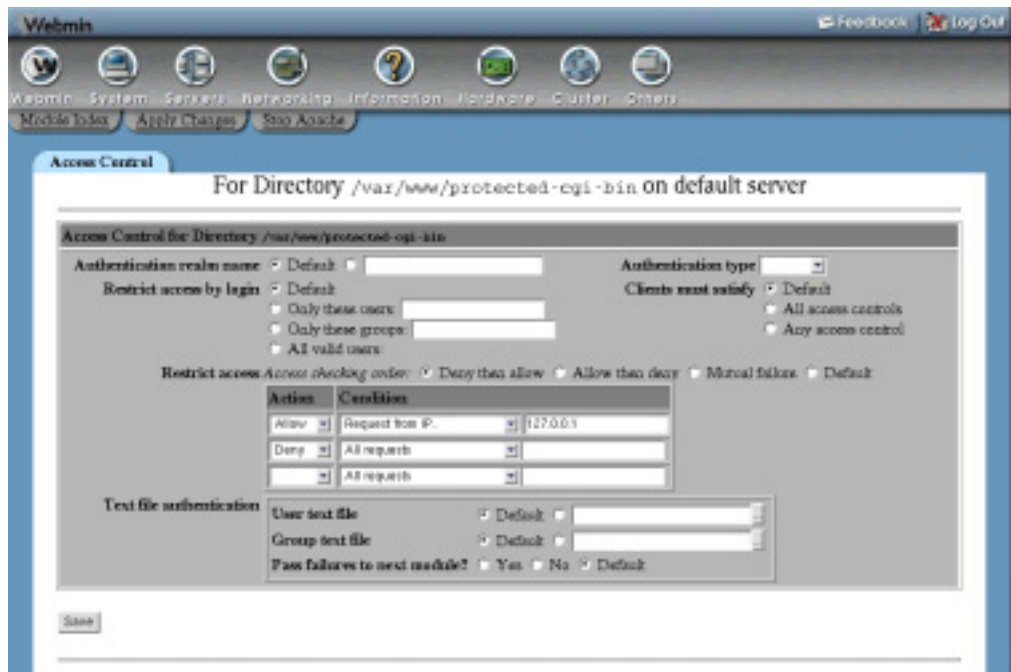 Webmin
Feedback Log Out
Webmin System Servers Networking Information Hardware Cluster Others
Module Index Apply Changes Stop Apache
Access Control
For Directory /var/www/protected-cgi-bin on default server
Access Control for Directory /var/www/protected-cgi-bin
Authentication realm name Default Authentication type
Restrict access by login Default Clients must satisfy Default
Only these users: All access controls
Only these groups: Any access control
All valid users:
Restrict access Access checking order: Deny then allow Allow then deny Mutual failure Default
Action Condition
Allow Request from IP.. 127.0.0.1
Deny All requests
All requests
Text file authentication
User text file Default
Group text file Default
Pass failures to next module? Yes No Default
Save